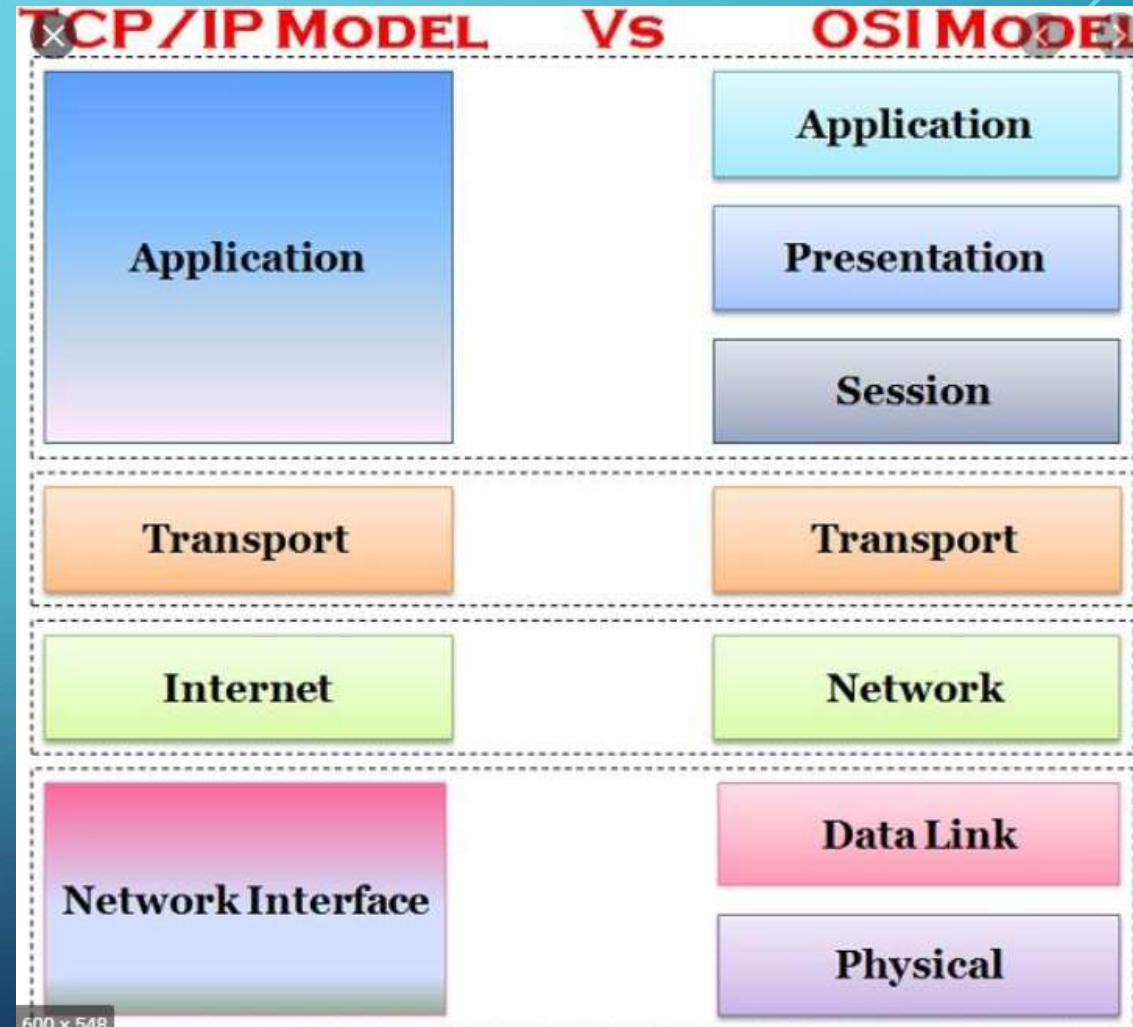 TCP/IP MODEL Vs OSI MODEL
Application
Application
Presentation
Session
Transport
Transport
Internet
Network
Network Interface
Data Link
Physical
600 x 548